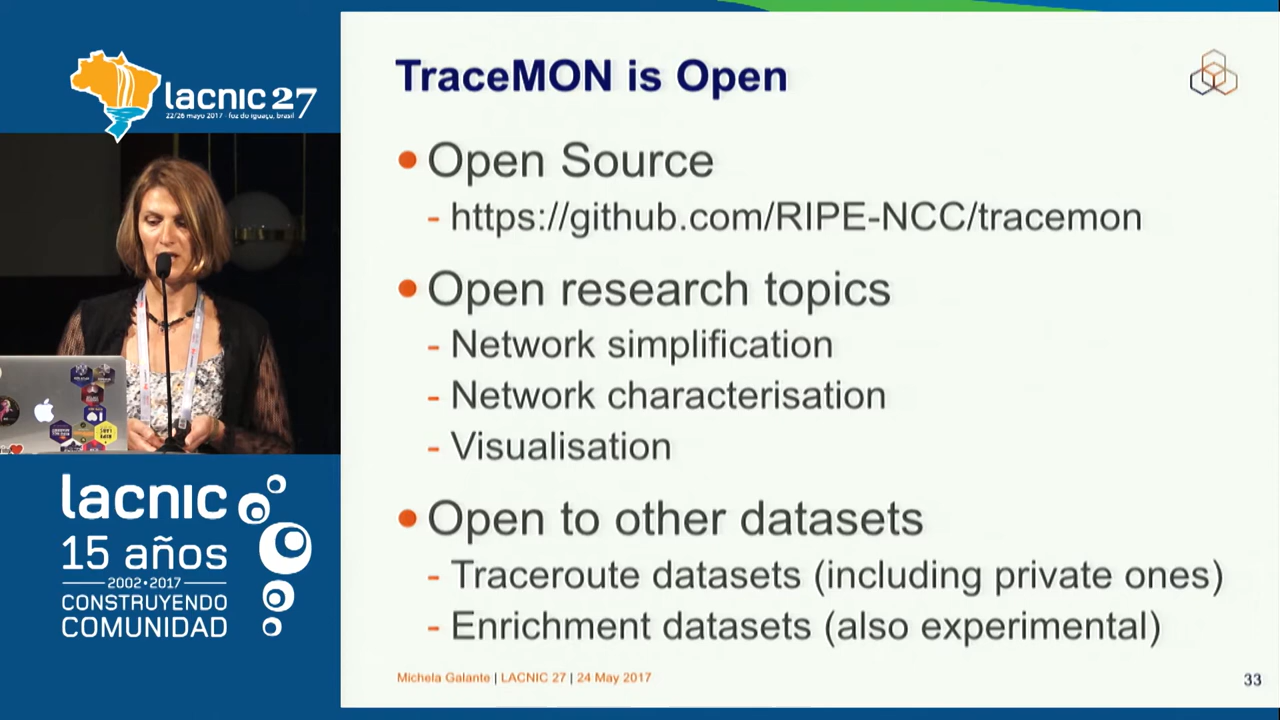 lacnic 27
22/26 mayo 2017 - foz do iguaçu, brasil
lacnic
15 años
2002•2017
CONSTRUYENDO
COMUNIDAD
TraceMON is Open
• Open Source
- https://github.com/RIPE-NCC/tracemon
• Open research topics
- Network simplification
- Network characterisation
- Visualisation
• Open to other datasets
- Traceroute datasets (including private ones)
- Enrichment datasets (also experimental)
Michela Galante | LACNIC 27 | 24 May 2017
33